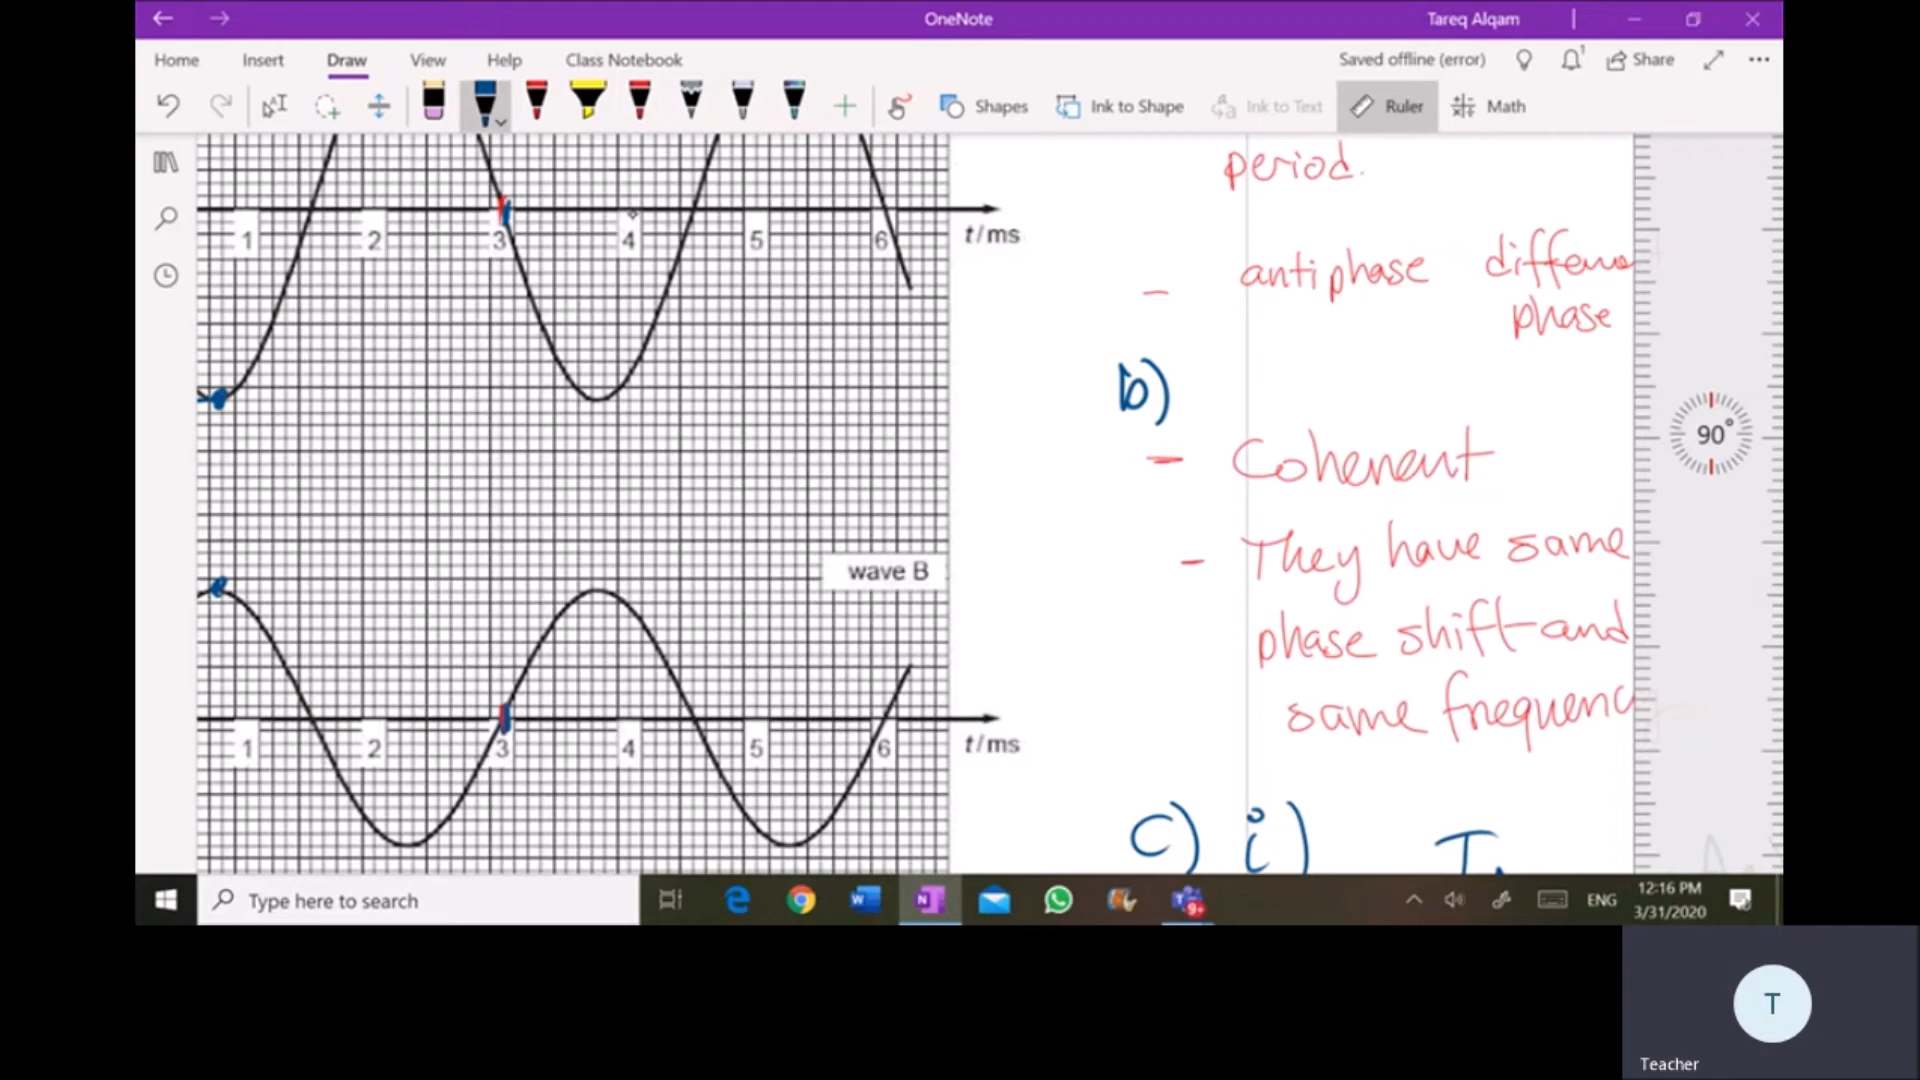 OneNote
Tareq Alqam
Home Insert Draw View Help Class Notebook
Saved offline (error) 1 Share
Shapes Ink to Shape Ink to Text Ruler Math
1 2 3 4 5 6
t/ms
wave B
1 2 3 4 5 6
t/ms
period.
- antiphase
phase
b)
- Coherent
- They have same
phase shift and
same frequency
c) i)
90°
Type here to search
9+
ENG
12:16 PM
3/31/2020
T
Teacher